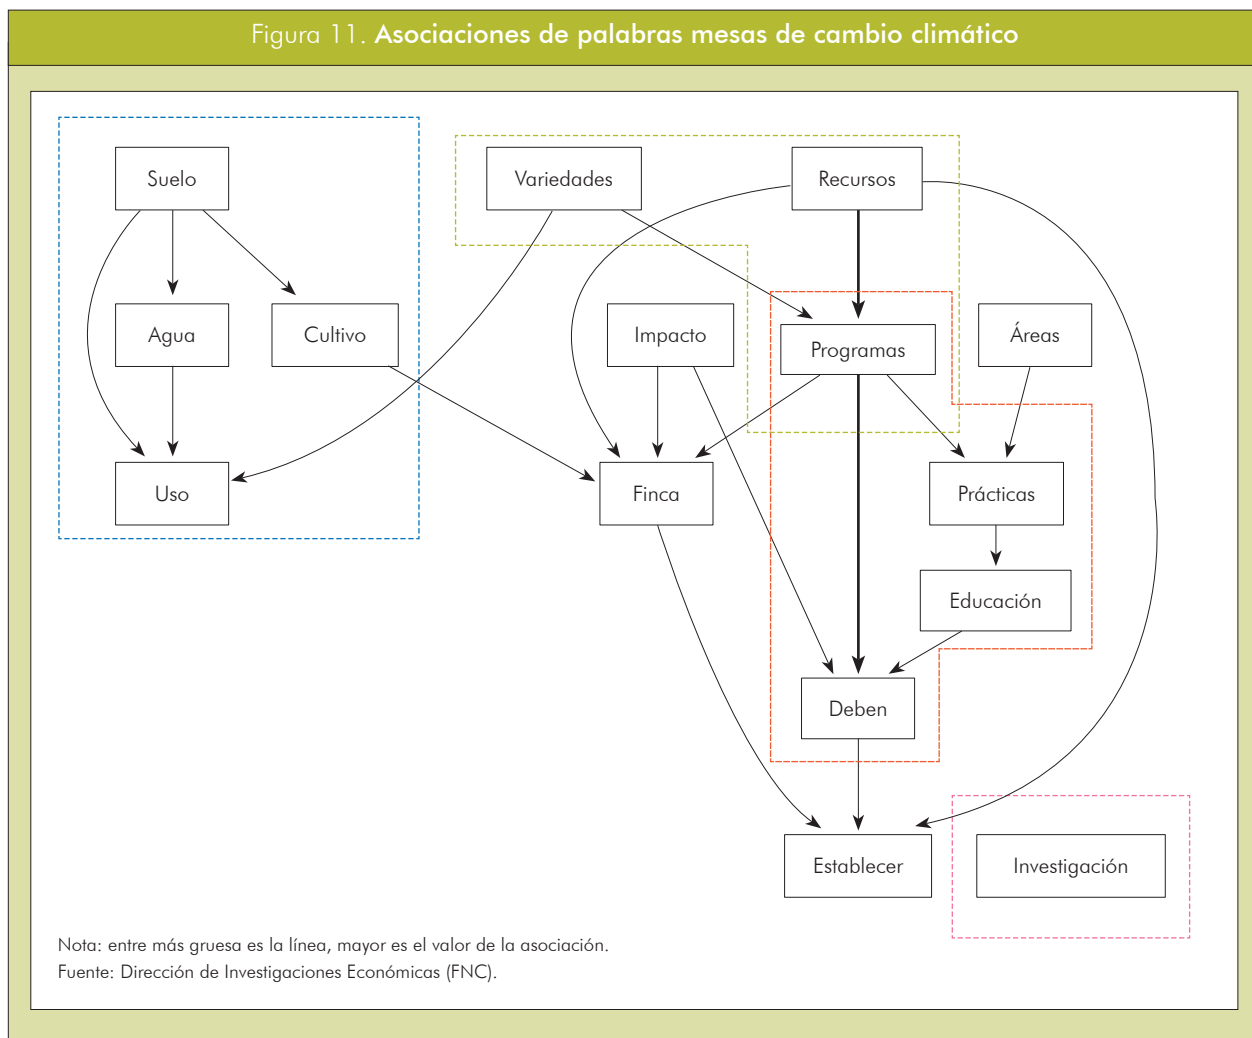 Figura 11. Asociaciones de palabras mesas de cambio climático
Suelo
Variedades
Recursos
Agua
Cultivo
Impacto
Programas
Áreas
Uso
Finca
Prácticas
Educación
Deben
Establecer
Investigación
Nota: entre más gruesa es la línea, mayor es el valor de la asociación.
Fuente: Dirección de Investigaciones Económicas (FNC).